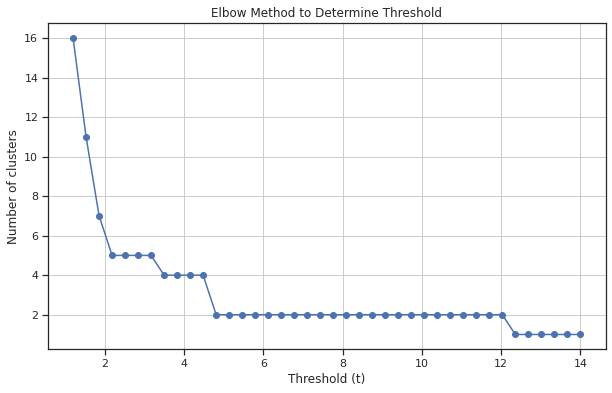 Elbow Method to Determine Threshold
Number of clusters
16
14
12
10
8
6
4
2
2 4 6 8 10 12 14
Threshold (t)